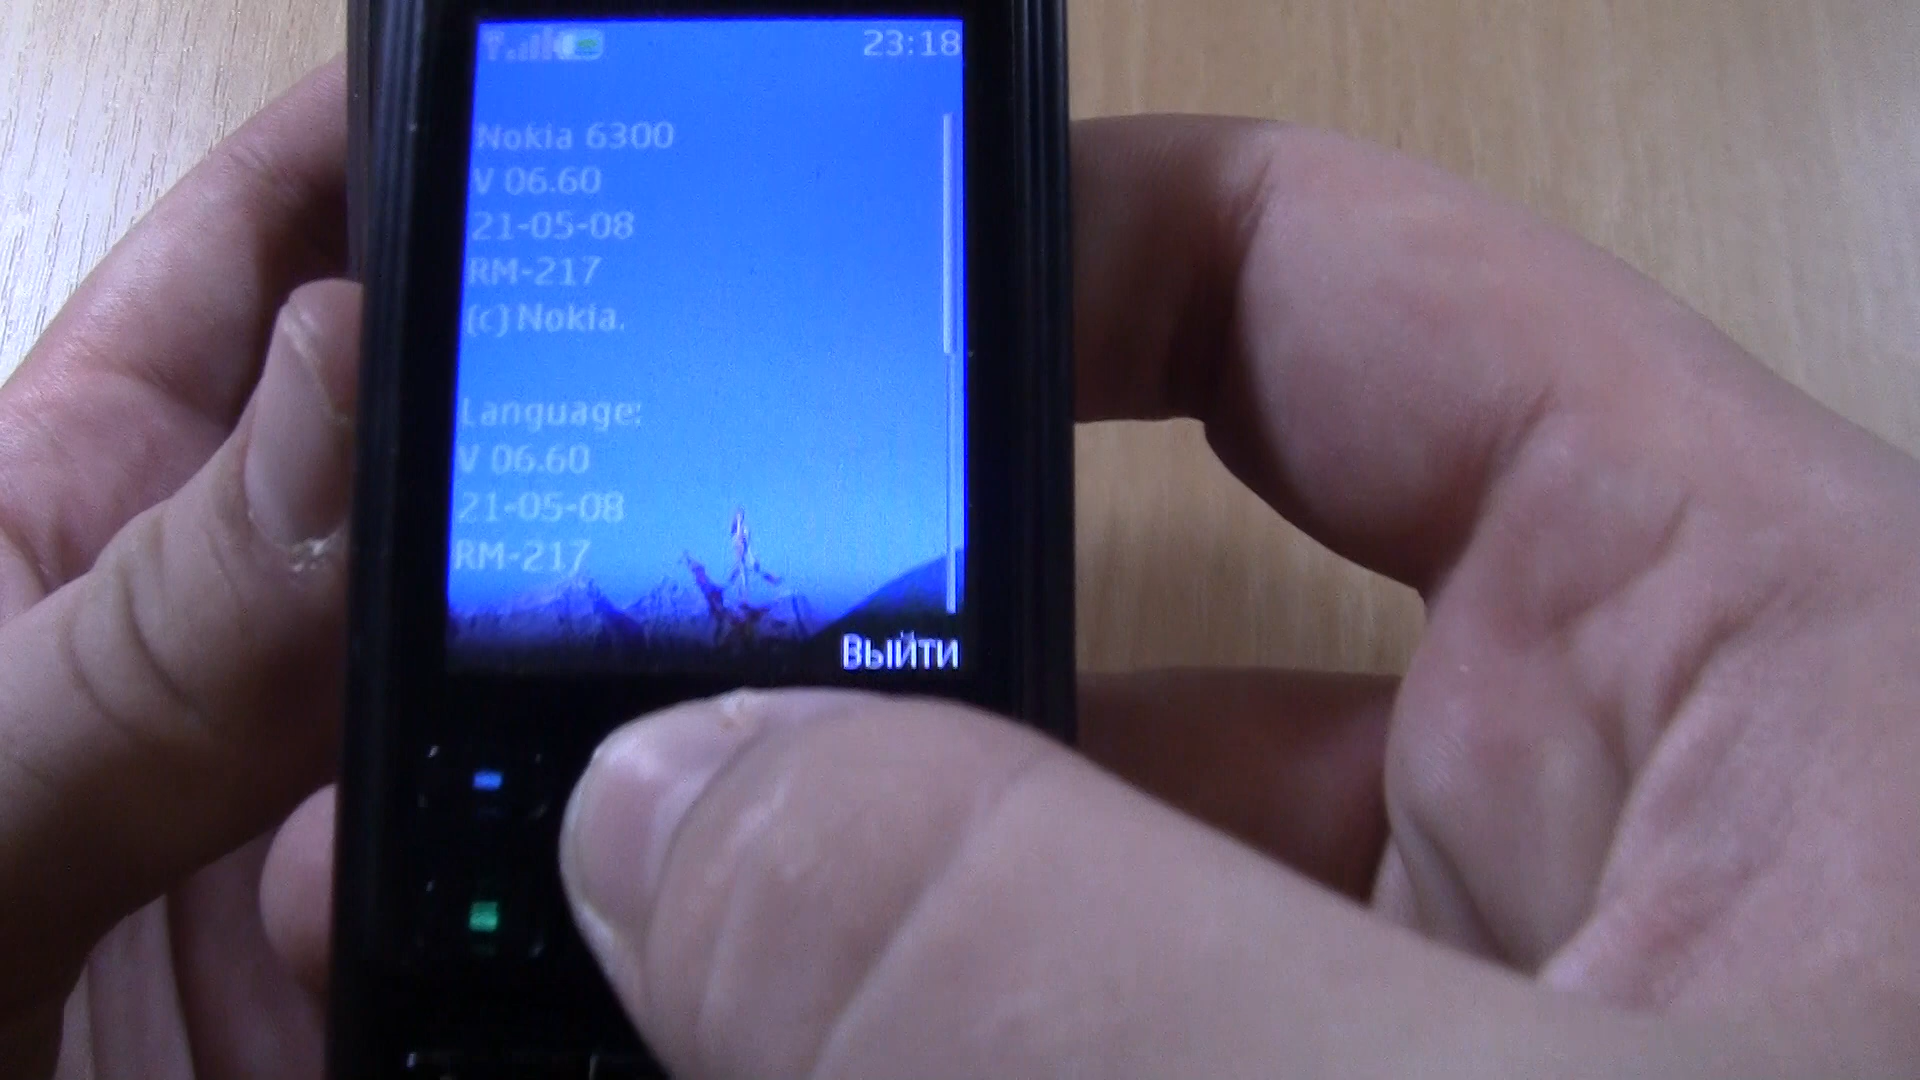 23:18
Nokia 6300
V 06.60
21-05-08
RM-217
(c) Nokia.
Language:
V 06.60
21-05-08
RM-217
Выйти